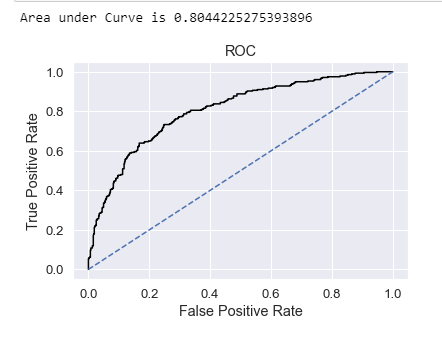 Area under Curve is 0.8044225275393896
ROC
1.0
0.8
0.6
0.4
0.2
0.0
True Positive Rate
0.0 0.2 0.4 0.6 0.8 1.0
False Positive Rate